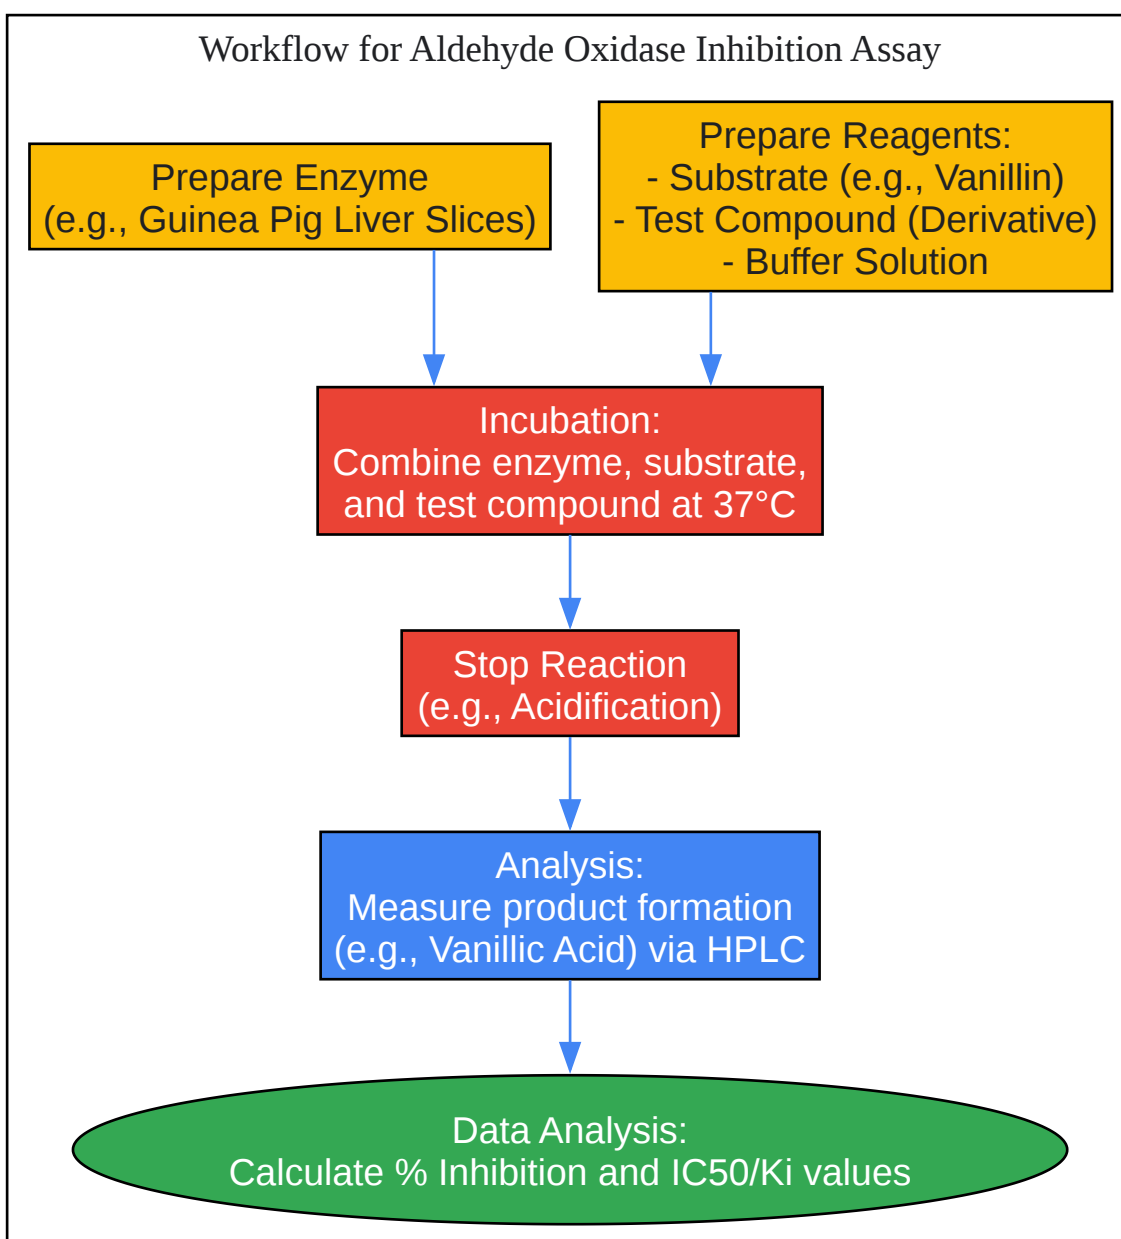 Workflow for Aldehyde Oxidase Inhibition Assay
Prepare Enzyme
(e.g., Guinea Pig Liver Slices)
Prepare Reagents:
- Substrate (e.g., Vanillin)
- Test Compound (Derivative)
- Buffer Solution
Incubation:
Combine enzyme, substrate,
and test compound at 37°C
Stop Reaction
(e.g., Acidification)
Analysis:
Measure product formation
(e.g., Vanillic Acid) via HPLC
Data Analysis:
Calculate % Inhibition and IC50/Ki values